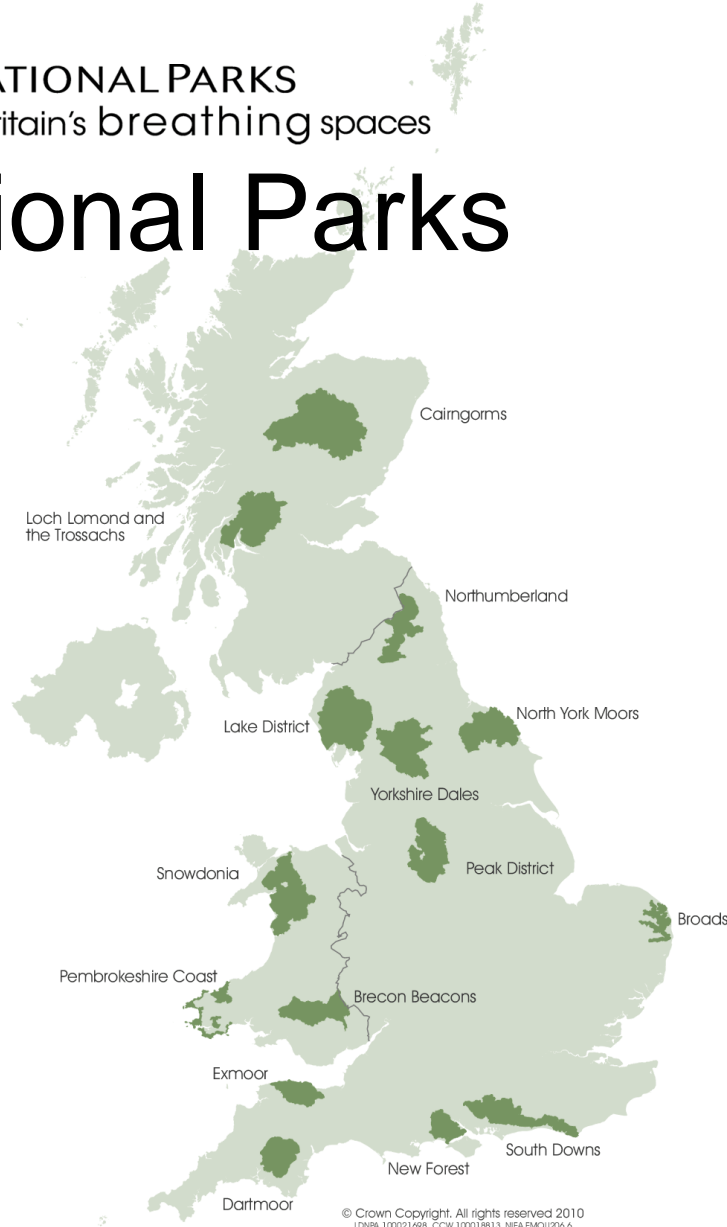 ATIONAL PARKS
itain's breathing spaces
ional Parks
Cairngorms
Loch Lomond and
the Trossachs
Northumberland
North York Moors
Lake District
Yorkshire Dales
Snowdonia
Peak District
Broads
Pembrokeshire Coast
Brecon Beacons
Exmoor
South Downs
New Forest
Dartmoor
© Crown Copyright. All rights reserved 2010